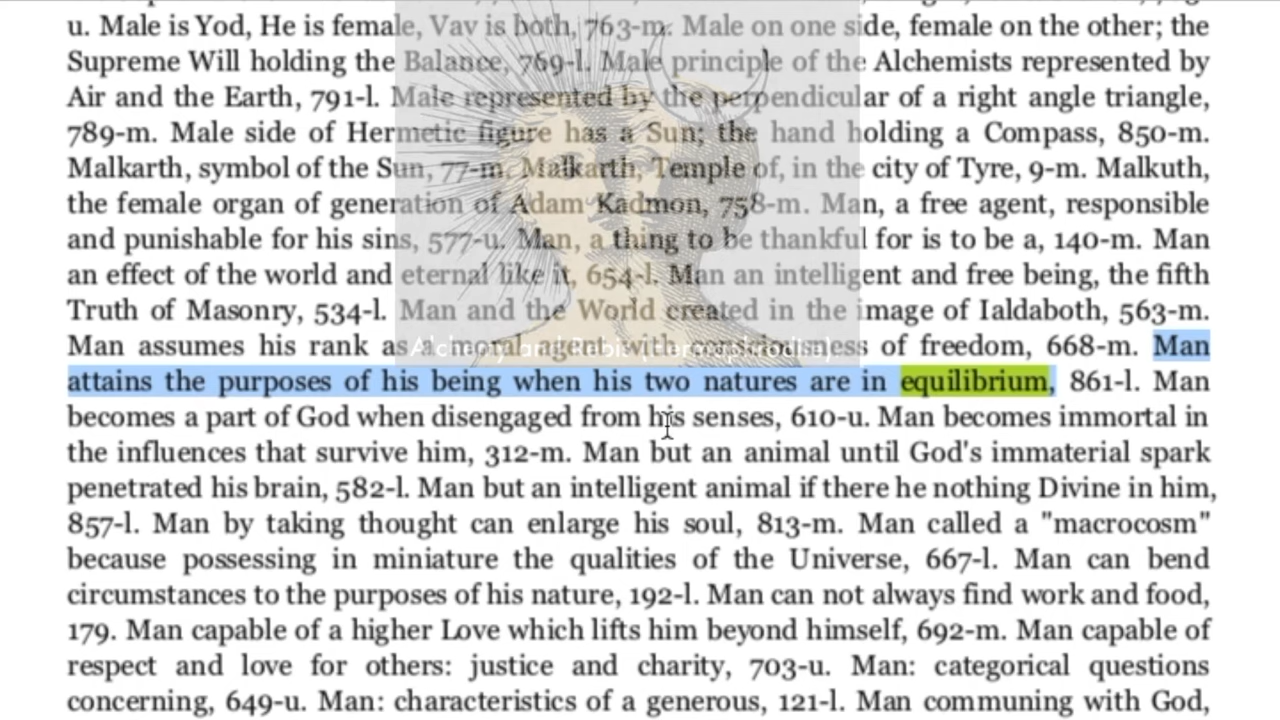 u. Male is Yod, He is female, Vav is both, 763-m. Male on one side, female on the other; the
Supreme Will holding the Balance, 769-l. Male principle of the Alchemists represented by
Air and the Earth, 791-l. Male represented by the perpendicular of a right angle triangle,
789-m. Male side of Hermetic figure has a Sun; the hand holding a Compass, 850-m.
Malkarth, symbol of the Sun, 77-m. Malkarth, Temple of, in the city of Tyre, 9-m. Malkuth,
the female organ of generation of Adam Kadmon, 758-m. Man, a free agent, responsible
and punishable for his sins, 577-u. Man, a thing to be thankful for is to be a, 140-m. Man
an effect of the world and eternal like it, 654-l. Man an intelligent and free being, the fifth
Truth of Masonry, 534-l. Man and the World created in the image of Ialdaboth, 563-m.
Man assumes his rank as a moral agent with consciousness of freedom, 668-m. Man
Alchemy and Rebis (Hermaphrodite)
attains the purposes of his being when his two natures are in equilibrium, 861-l. Man
becomes a part of God when disengaged from his senses, 610-u. Man becomes immortal in
the influences that survive him, 312-m. Man but an animal until God's immaterial spark
penetrated his brain, 582-l. Man but an intelligent animal if there he nothing Divine in him,
857-l. Man by taking thought can enlarge his soul, 813-m. Man called a "macrocosm"
because possessing in miniature the qualities of the Universe, 667-l. Man can bend
circumstances to the purposes of his nature, 192-l. Man can not always find work and food,
179. Man capable of a higher Love which lifts him beyond himself, 692-m. Man capable of
respect and love for others: justice and charity, 703-u. Man: categorical questions
concerning, 649-u. Man: characteristics of a generous, 121-l. Man communing with God,